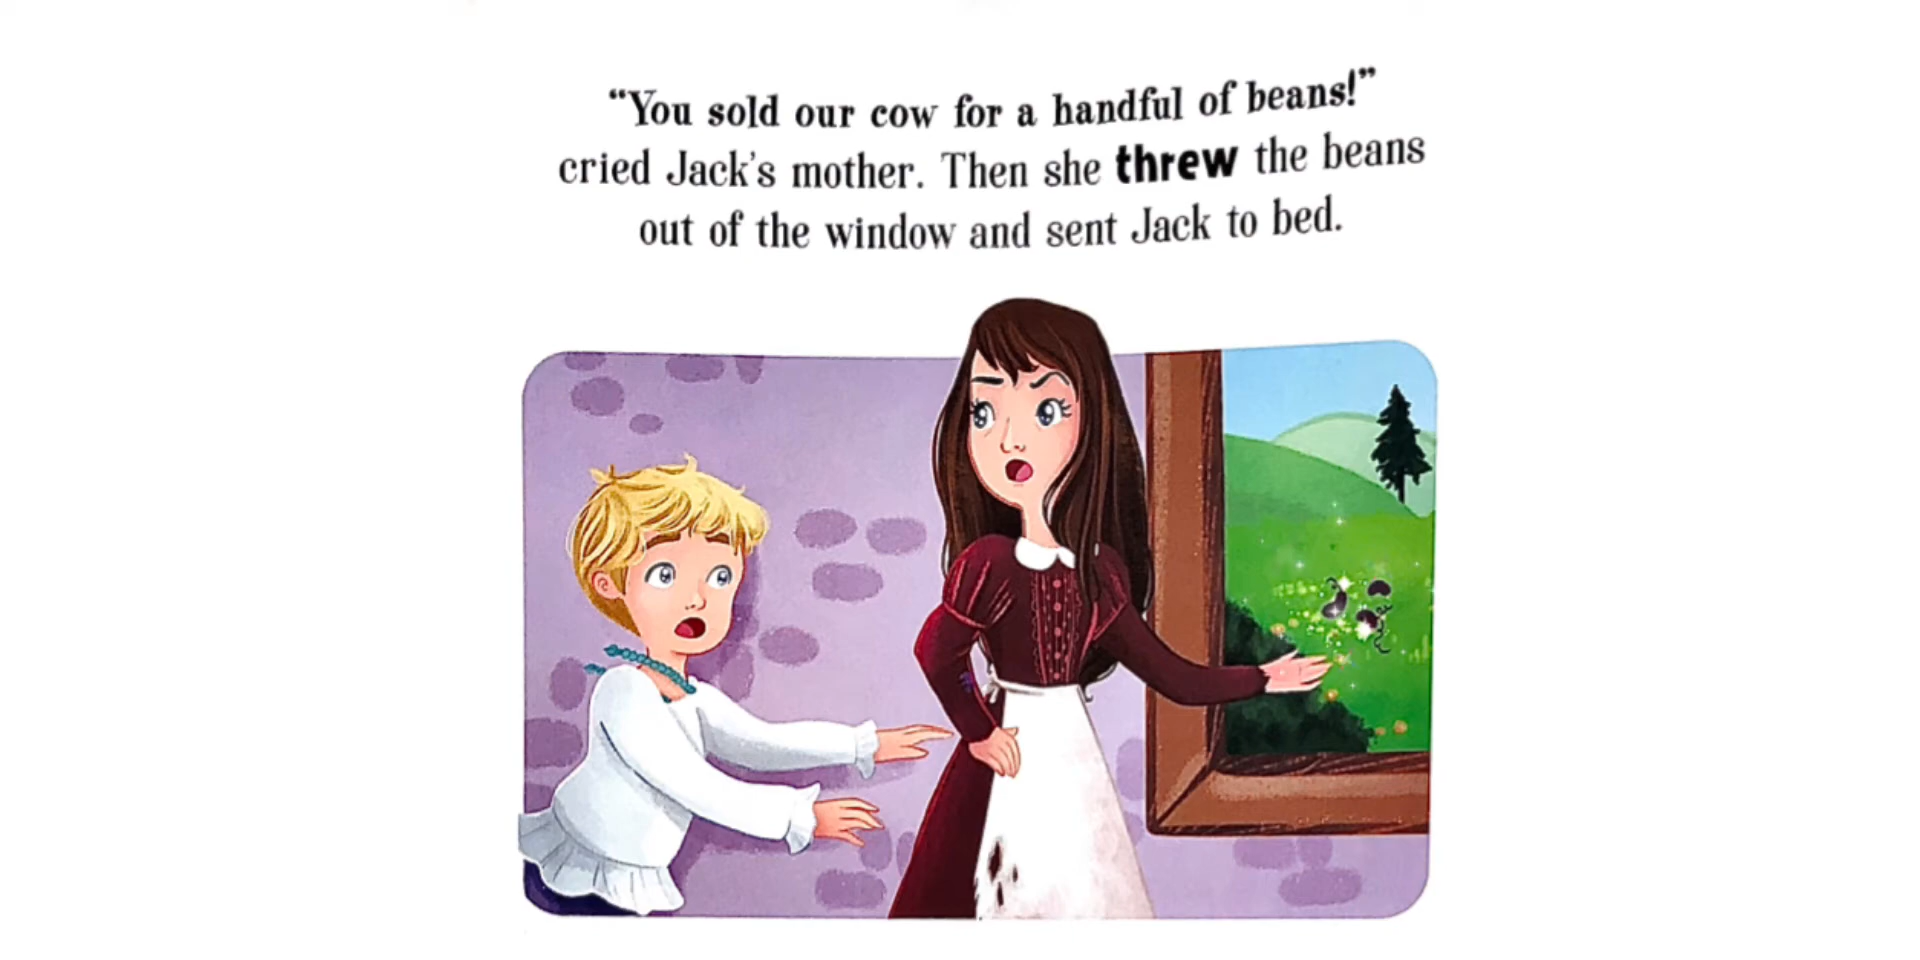 “You sold our cow for a handful of beans!”
cried Jack's mother. Then she threw the beans
out of the window and sent Jack to bed.